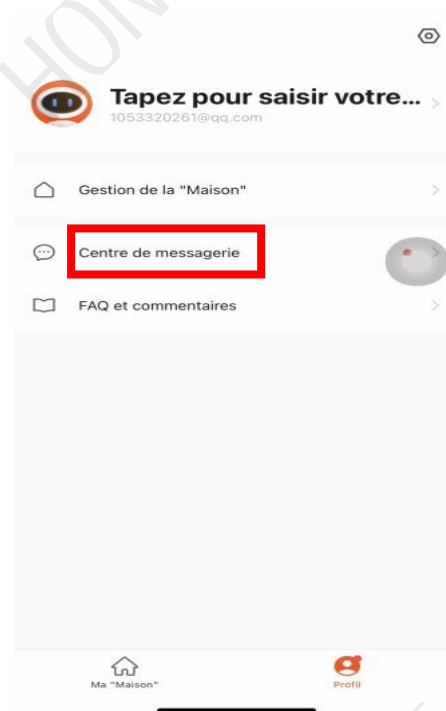 HON
Tapez pour saisir votre...
1053320261@qq.com
Gestion de la "Maison"
Centre de messagerie
FAQ et commentaires
Ma "Maison"
Profil